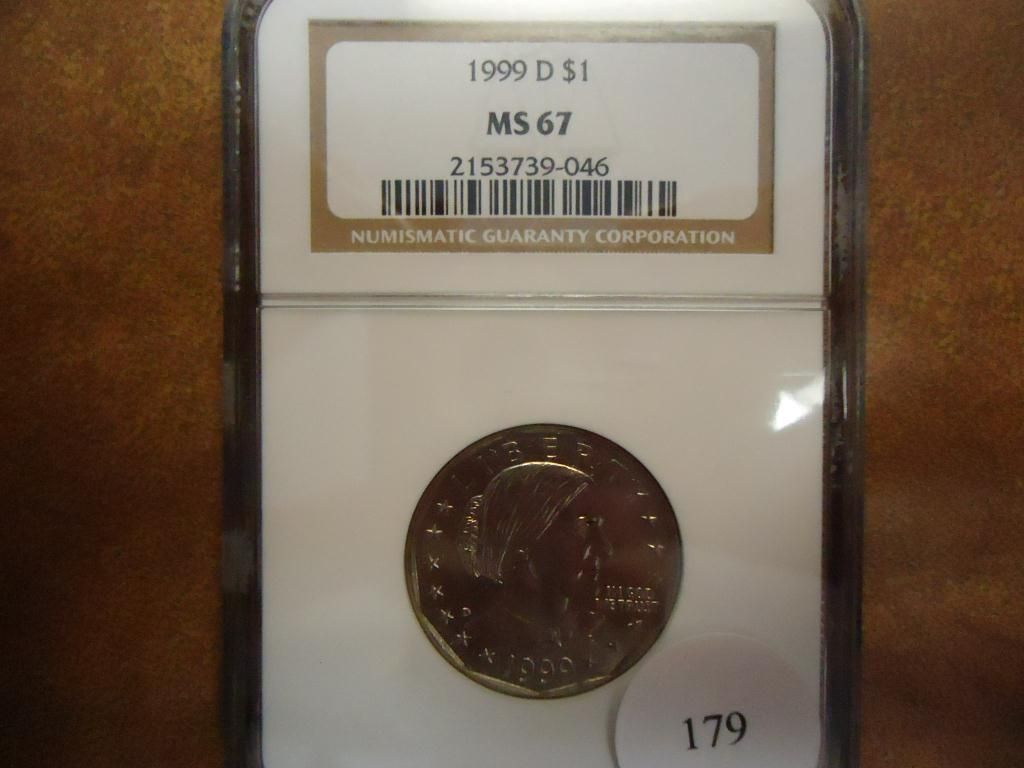 1999 D $1
MS 67
2153739-046
NUMISMATIC GUARANTY CORPORATION
LIBERTY
IN GOD
WE TRUST
D
1999
179